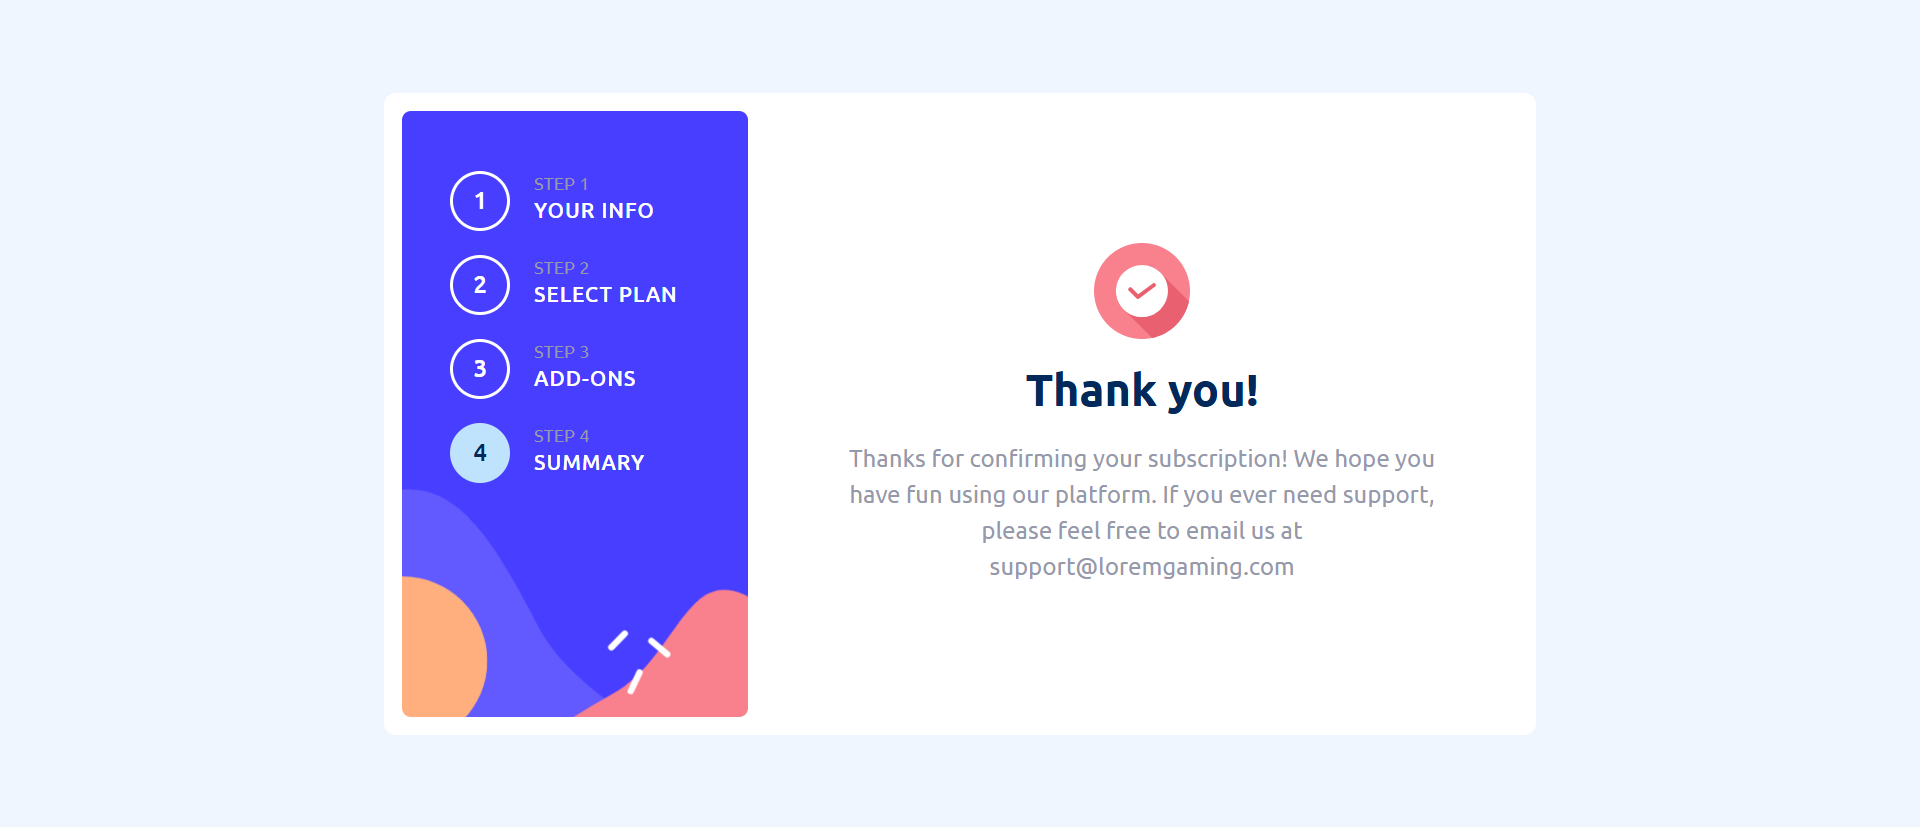 1
STEP 1
YOUR INFO
2
STEP 2
SELECT PLAN
3
STEP 3
ADD-ONS
4
STEP 4
SUMMARY
Thank you!
Thanks for confirming your subscription! We hope you
have fun using our platform. If you ever need support,
please feel free to email us at
support@loremgaming.com